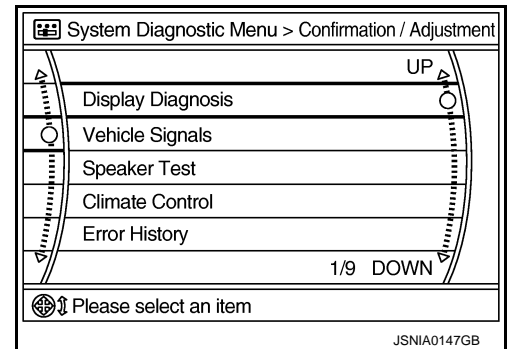 System Diagnostic Menu > Confirmation / Adjustment
UP
Display Diagnosis
Vehicle Signals
Speaker Test
Climate Control
Error History
1/9 DOWN
Please select an item
JSNIA0147GB